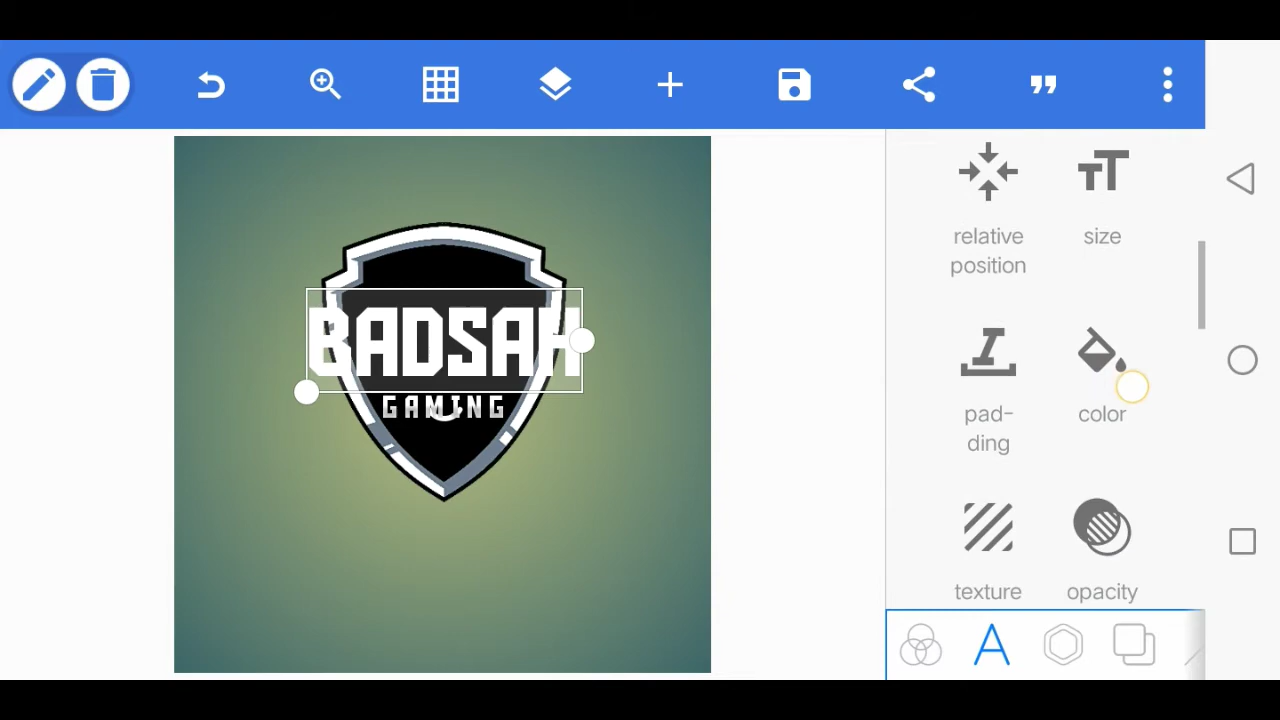 relative
position
size
BADSAH
GAMING
pad-
ding
color
texture
opacity